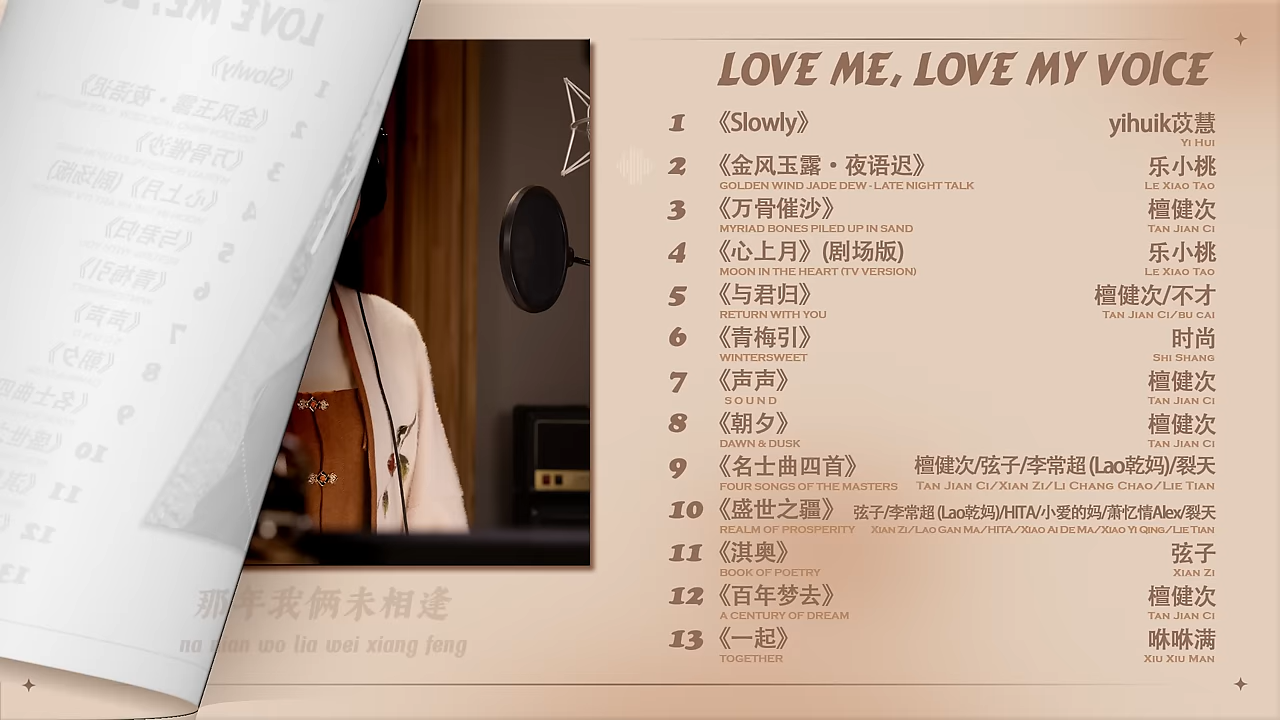 LOVE ME, LOVE MY VOICE
1 《Slowly》 yihuik苡慧
YI HUI
2 《金风玉露·夜语迟》 乐小桃
GOLDEN WIND JADE DEW - LATE NIGHT TALK LE XIAO TAO
3 《万骨催沙》 檀健次
MYRIAD BONES PILED UP IN SAND TAN JIAN CI
4 《心上月》(剧场版) 乐小桃
MOON IN THE HEART (TV VERSION) LE XIAO TAO
5 《与君归》 檀健次/不才
RETURN WITH YOU TAN JIAN CI/BU CAI
6 《青梅引》 时尚
WINTERSWEET SHI SHANG
7 《声声》 檀健次
SOUND TAN JIAN CI
8 《朝夕》 檀健次
DAWN & DUSK TAN JIAN CI
9 《名士曲四首》 檀健次/弦子/李常超(Lao乾妈)/裂天
FOUR SONGS OF THE MASTERS TAN JIAN CI/XIAN ZI/LI CHANG CHAO/LIE TIAN
10 《盛世之疆》 弦子/李常超(Lao乾妈)/HITA/小爱的妈/萧忆情Alex/裂天
REALM OF PROSPERITY XIAN ZI/LAO GAN MA/HITA/XIAO AI DE MA/XIAO YI QING/LIE TIAN
11 《淇奥》 弦子
BOOK OF POETRY XIAN ZI
12 《百年梦去》 檀健次
A CENTURY OF DREAM TAN JIAN CI
13 《一起》 咻咻满
TOGETHER XIU XIU MAN
那年我俩未相逢
na nian wo lia wei xiang feng